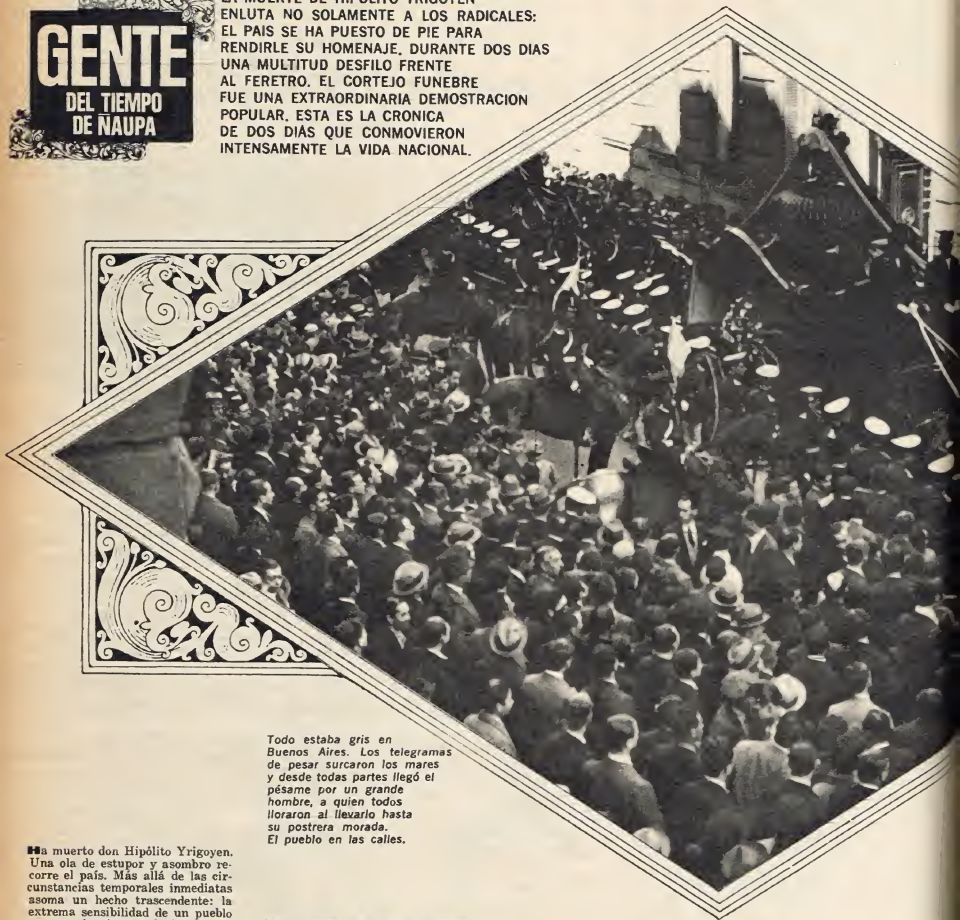 GENTE
DEL TIEMPO
DE ÑAUPA
LA MUERTE DE HIPOLITO YRIGOYEN
ENLUTA NO SOLAMENTE A LOS RADICALES:
EL PAIS SE HA PUESTO DE PIE PARA
RENDIRLE SU HOMENAJE. DURANTE DOS DIAS
UNA MULTITUD DESFILO FRENTE
AL FERETRO. EL CORTEJO FUNEBRE
FUE UNA EXTRAORDINARIA DEMOSTRACION
POPULAR. ESTA ES LA CRONICA
DE DOS DIAS QUE CONMOVIERON
INTENSAMENTE LA VIDA NACIONAL.
Todo estaba gris en
Buenos Aires. Los telegramas
de pesar surcaron los mares
y desde todas partes llegó el
pésame por un grande
hombre, a quien todos
lloraron al llevarlo hasta
su postrera morada.
El pueblo en las calles.
Ha muerto don Hipólito Yrigoyen.
Una ola de estupor y asombro re-
corre el país. Más allá de las cir-
cunstancias temporales inmediatas
asoma un hecho trascendente: la
extrema sensibilidad de un pueblo